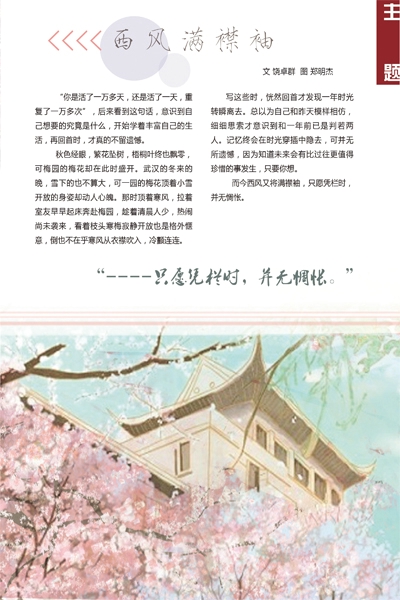 主
题
西风满襟袖
文 饶卓群 图 郑明杰
“你是活了一万多天，还是活了一天，重
复了一万多次”，后来看到这句话，意识到自
己想要的究竟是什么，开始学着丰富自己的生
活，再回首时，才真的不留遗憾。
秋色轻眼，繁花坠树，梧桐叶终也飘零，
可梅园的梅花却在此时盛开。武汉的冬来的
晚，雪下的也不算大，可一园的梅花顶着小雪
开放的身姿却动人心魄。那时顶着寒风，拉着
室友早早起床奔赴梅园，趁着清晨人少，热闹
尚未袭来，看着枝头寒梅寂静开放也是格外惬
意，倒也不在乎寒风从衣襟吹入，冷颤连连。
写这些时，恍然回首才发现一年时光
转瞬离去。总以为自己和昨天模样相仿，
细细思索才意识到和一年前已是判若两
人。记忆终会在时光穿插中隐去，可并无
所遗憾，因为知道未来会有比过往更值得
珍惜的事发生，只要你想。
而今西风又将满襟袖，只愿凭栏时，
并无惆怅。
“----只愿凭栏时，并无惆怅。”